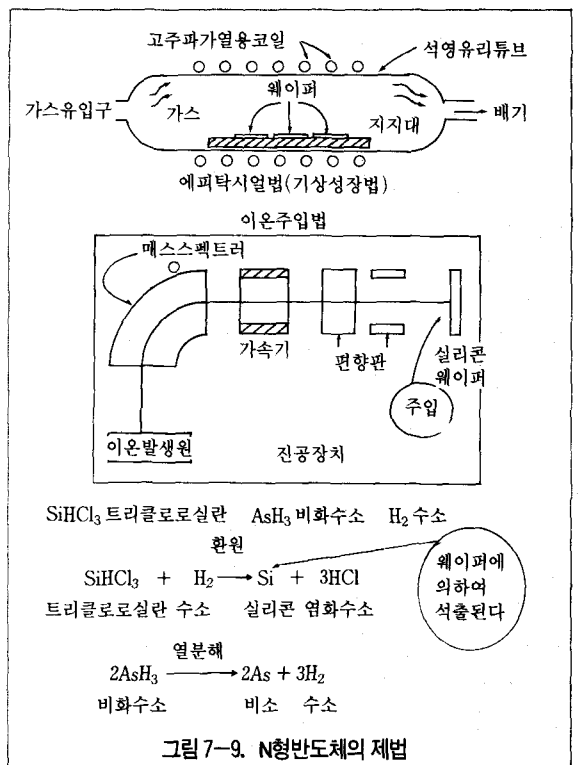 고주파가열용코일
석영유리튜브
웨이퍼
가스유입구
가스
지지대
배기
에피탁시얼법(기상성장법)
이온주입법
매스스펙트러
가속기
편향판
실리콘
웨이퍼
주입
이온발생원
진공장치
SiHCl₃ 트리클로로실란 AsH₃ 비화수소 H₂ 수소
환원
SiHCl₃ + H₂ → Si + 3HCl
트리클로로실란 수소 실리콘 염화수소
웨이퍼에
의하여
석출된다
열분해
2AsH₃ → 2As + 3H₂
비화수소 비소 수소
그림 7-9. N형반도체의 제법